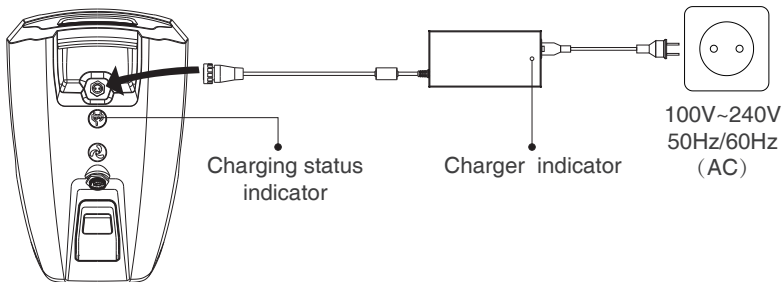 100V~240V
50Hz/60Hz
（AC）
Charging status
indicator
Charger indicator